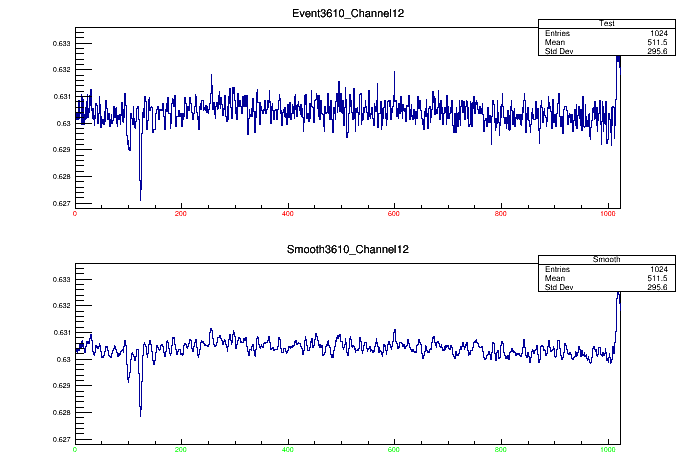 Event3610_Channel12
Test
Entries 1024
Mean 511.5
Std Dev 295.6
0.633
0.632
0.631
0.63
0.629
0.628
0.627
0 200 400 600 800 1000
Smooth3610_Channel12
Smooth
Entries 1024
Mean 511.5
Std Dev 295.6
0.633
0.632
0.631
0.63
0.629
0.628
0.627
0 200 400 600 800 1000